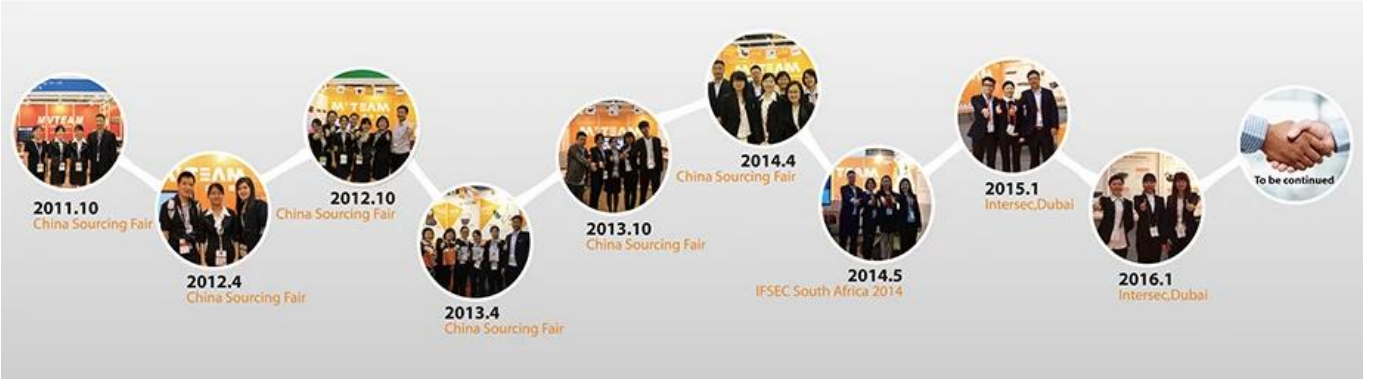 MVTEAM
2011.10
China Sourcing Fair
2012.4
China Sourcing Fair
MVTEAM
2012.10
China Sourcing Fair
2013.4
China Sourcing Fair
2013.10
China Sourcing Fair
MVTEAM
2014.4
China Sourcing Fair
2014.5
IFSEC South Africa 2014
2015.1
Intersec,Dubai
2016.1
Intersec,Dubai
To be continued